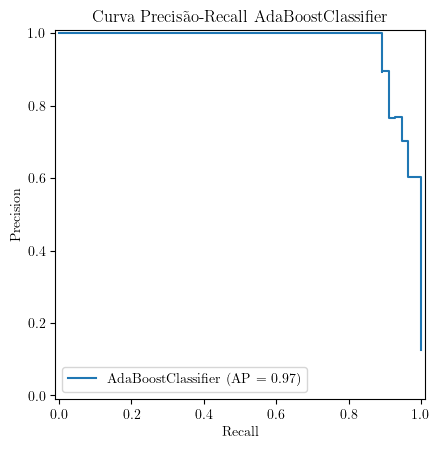 Curva Precisão-Recall AdaBoostClassifier
1.0
0.8
0.6
0.4
0.2
0.0
Precision
AdaBoostClassifier (AP = 0.97)
0.0 0.2 0.4 0.6 0.8 1.0
Recall